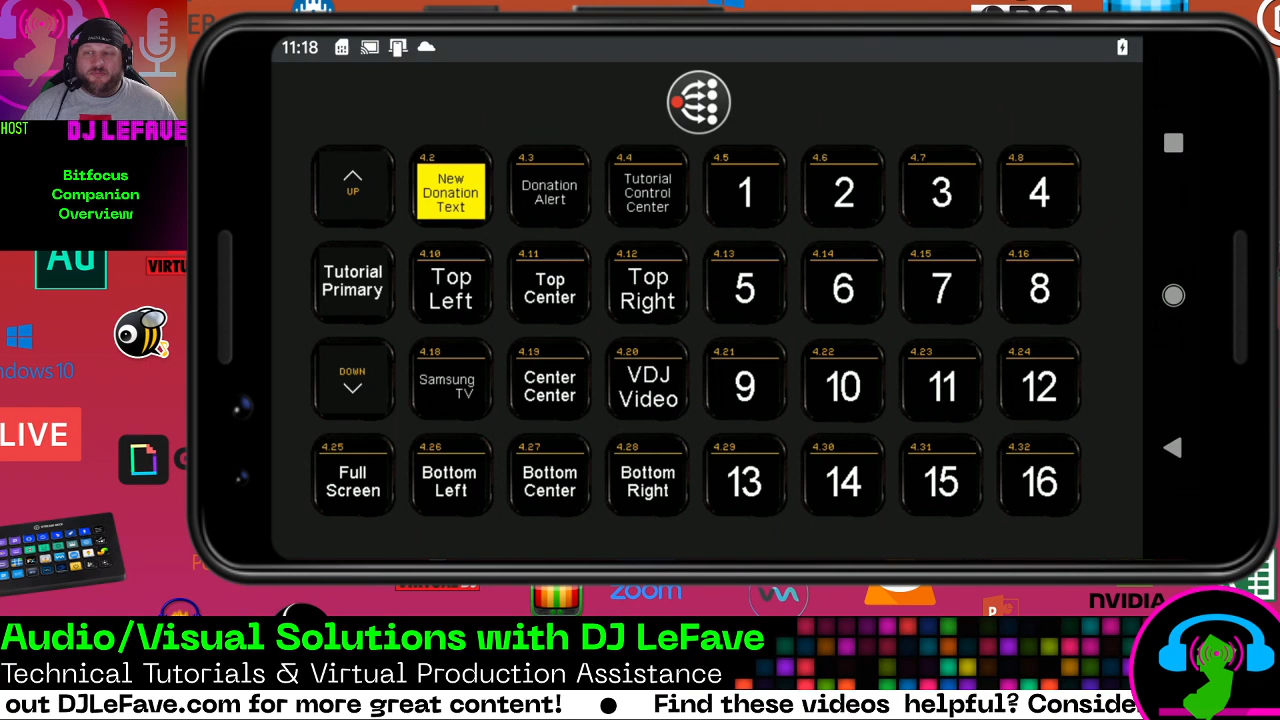 HOST
DJ LEFAVE
Bitfocus
Companion
Overview
Au
VIRTU
ndows10
LIVE
11:18
UP
4.2
New
Donation
Text
4.3
Donation
Alert
4.4
Tutorial
Control
Center
4.5
1
4.6
2
4.7
3
4.8
4
Tutorial
Primary
4.10
Top
Left
4.11
Top
Center
4.12
Top
Right
4.13
5
4.14
6
4.15
7
4.16
8
DOWN
4.18
Samsung
TV
4.19
Center
Center
4.20
VDJ
Video
4.21
9
4.22
10
4.23
11
4.24
12
4.25
Full
Screen
4.26
Bottom
Left
4.27
Bottom
Center
4.28
Bottom
Right
4.29
13
4.30
14
4.31
15
4.32
16
zoom
NVIDIA
Audio/Visual Solutions with DJ LeFave
Technical Tutorials & Virtual Production Assistance
out DJLeFave.com for more great content! ● Find these videos helpful? Conside